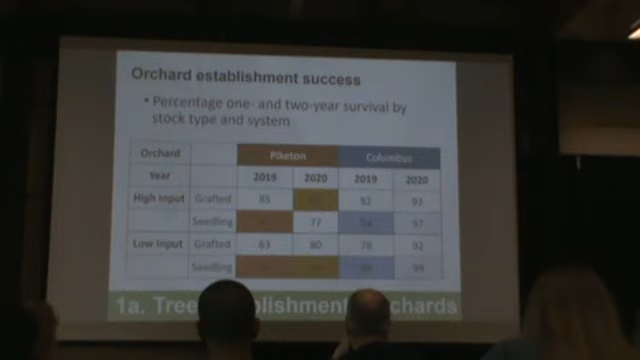 Orchard establishment success
• Percentage one- and two-year survival by
stock type and system
Orchard Piketon Columbus
Year 2019 2020 2019 2020
High Input Grafted 85 92 93
Seedling 77 97
Low Input Grafted 63 80 78 92
Seedling 99
1a. Tree